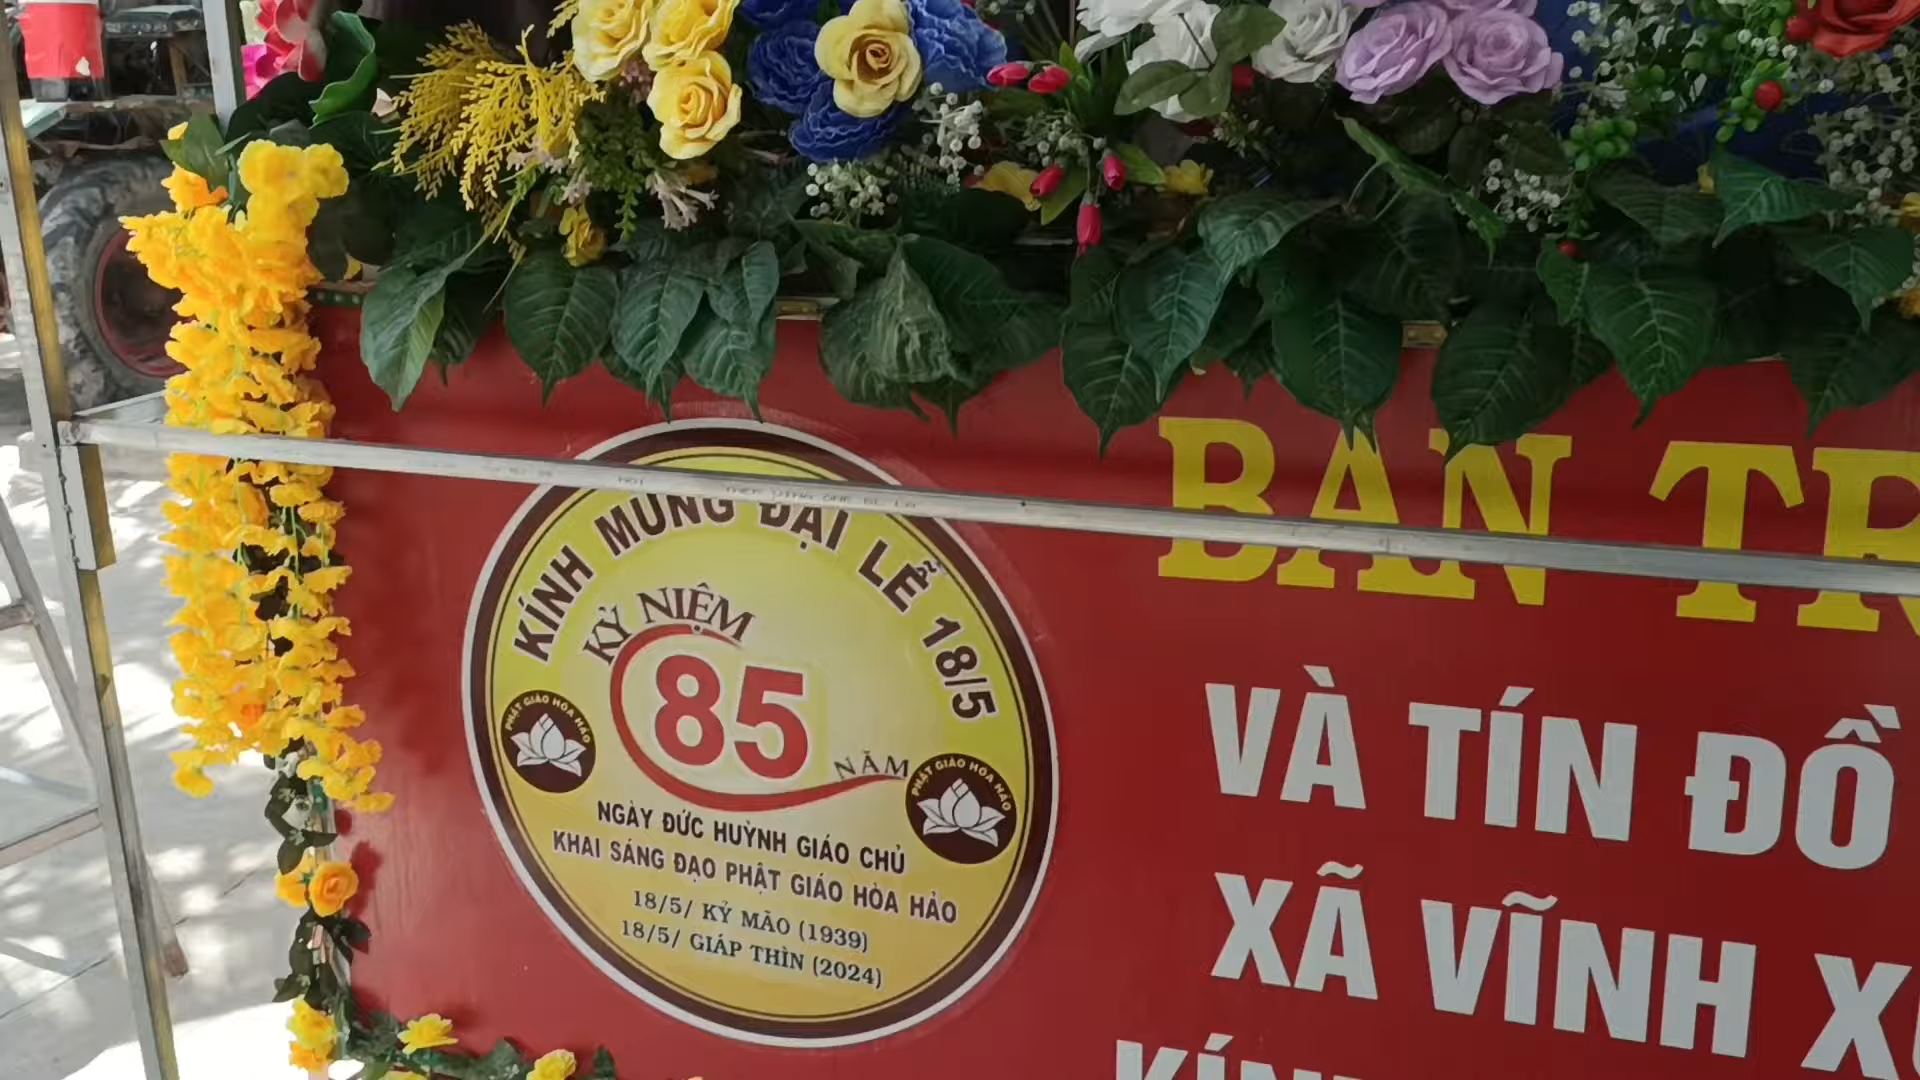 KÍNH MỪNG ĐẠI LỄ 18/5
KỶ NIỆM
85
NĂM
PHẬT GIÁO HÒA HẢO
PHẬT GIÁO HÒA HẢO
NGÀY ĐỨC HUỲNH GIÁO CHỦ
KHAI SÁNG ĐẠO PHẬT GIÁO HÒA HẢO
18/5/ KỶ MÃO (1939)
18/5/ GIÁP THÌN (2024)
BAN TR
VÀ TÍN ĐỒ
XÃ VĨNH X
KÍN